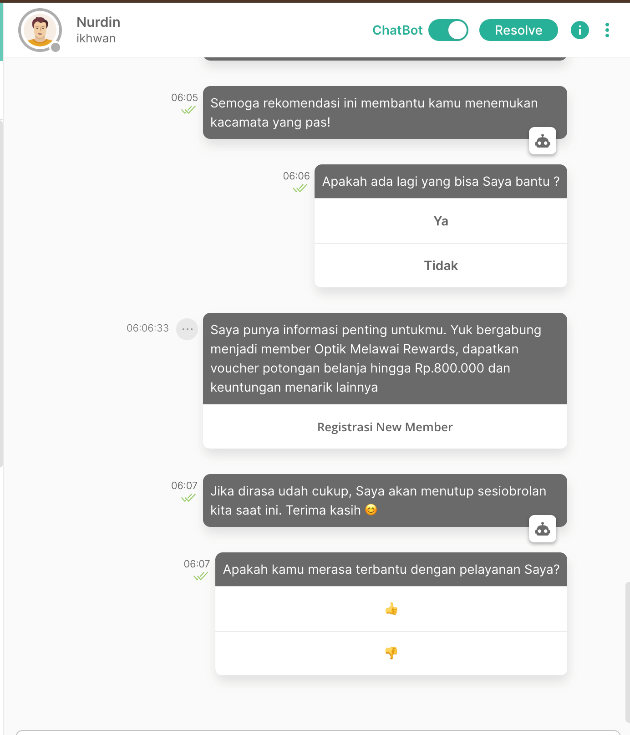 Nurdin
ikhwan
ChatBot
Resolve
06:05
Semoga rekomendasi ini membantu kamu menemukan
kacamata yang pas!
06:06
Apakah ada lagi yang bisa Saya bantu ?
Ya
Tidak
06:06:33
Saya punya informasi penting untukmu. Yuk bergabung
menjadi member Optik Melawai Rewards, dapatkan
voucher potongan belanja hingga Rp.800.000 dan
keuntungan menarik lainnya
Registrasi New Member
06:07
Jika dirasa udah cukup, Saya akan menutup sesiobrolan
kita saat ini. Terima kasih 😊
06:07
Apakah kamu merasa terbantu dengan pelayanan Saya?
👍
👎